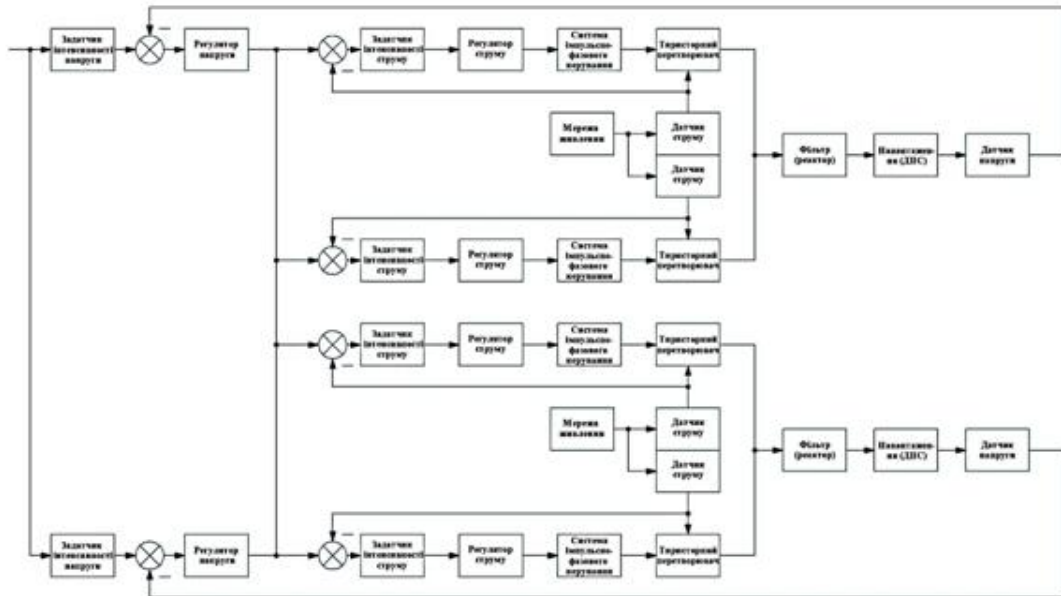 Задатчик
інтенсивності
напруги
Регулятор
напруги
Задатчик
інтенсивності
струму
Регулятор
струму
Система
імпульсно-
фазового
керування
Тиристорний
перетворювач
Мережа
живлення
Датчик
струму
Датчик
струму
Фільтр
(реактор)
Навантажен-
ня (ДПС)
Датчик
напруги
Задатчик
інтенсивності
струму
Регулятор
струму
Система
імпульсно-
фазового
керування
Тиристорний
перетворювач
Задатчик
інтенсивності
струму
Регулятор
струму
Система
імпульсно-
фазового
керування
Тиристорний
перетворювач
Мережа
живлення
Датчик
струму
Датчик
струму
Фільтр
(реактор)
Навантажен-
ня (ДПС)
Датчик
напруги
Задатчик
інтенсивності
напруги
Регулятор
напруги
Задатчик
інтенсивності
струму
Регулятор
струму
Система
імпульсно-
фазового
керування
Тиристорний
перетворювач